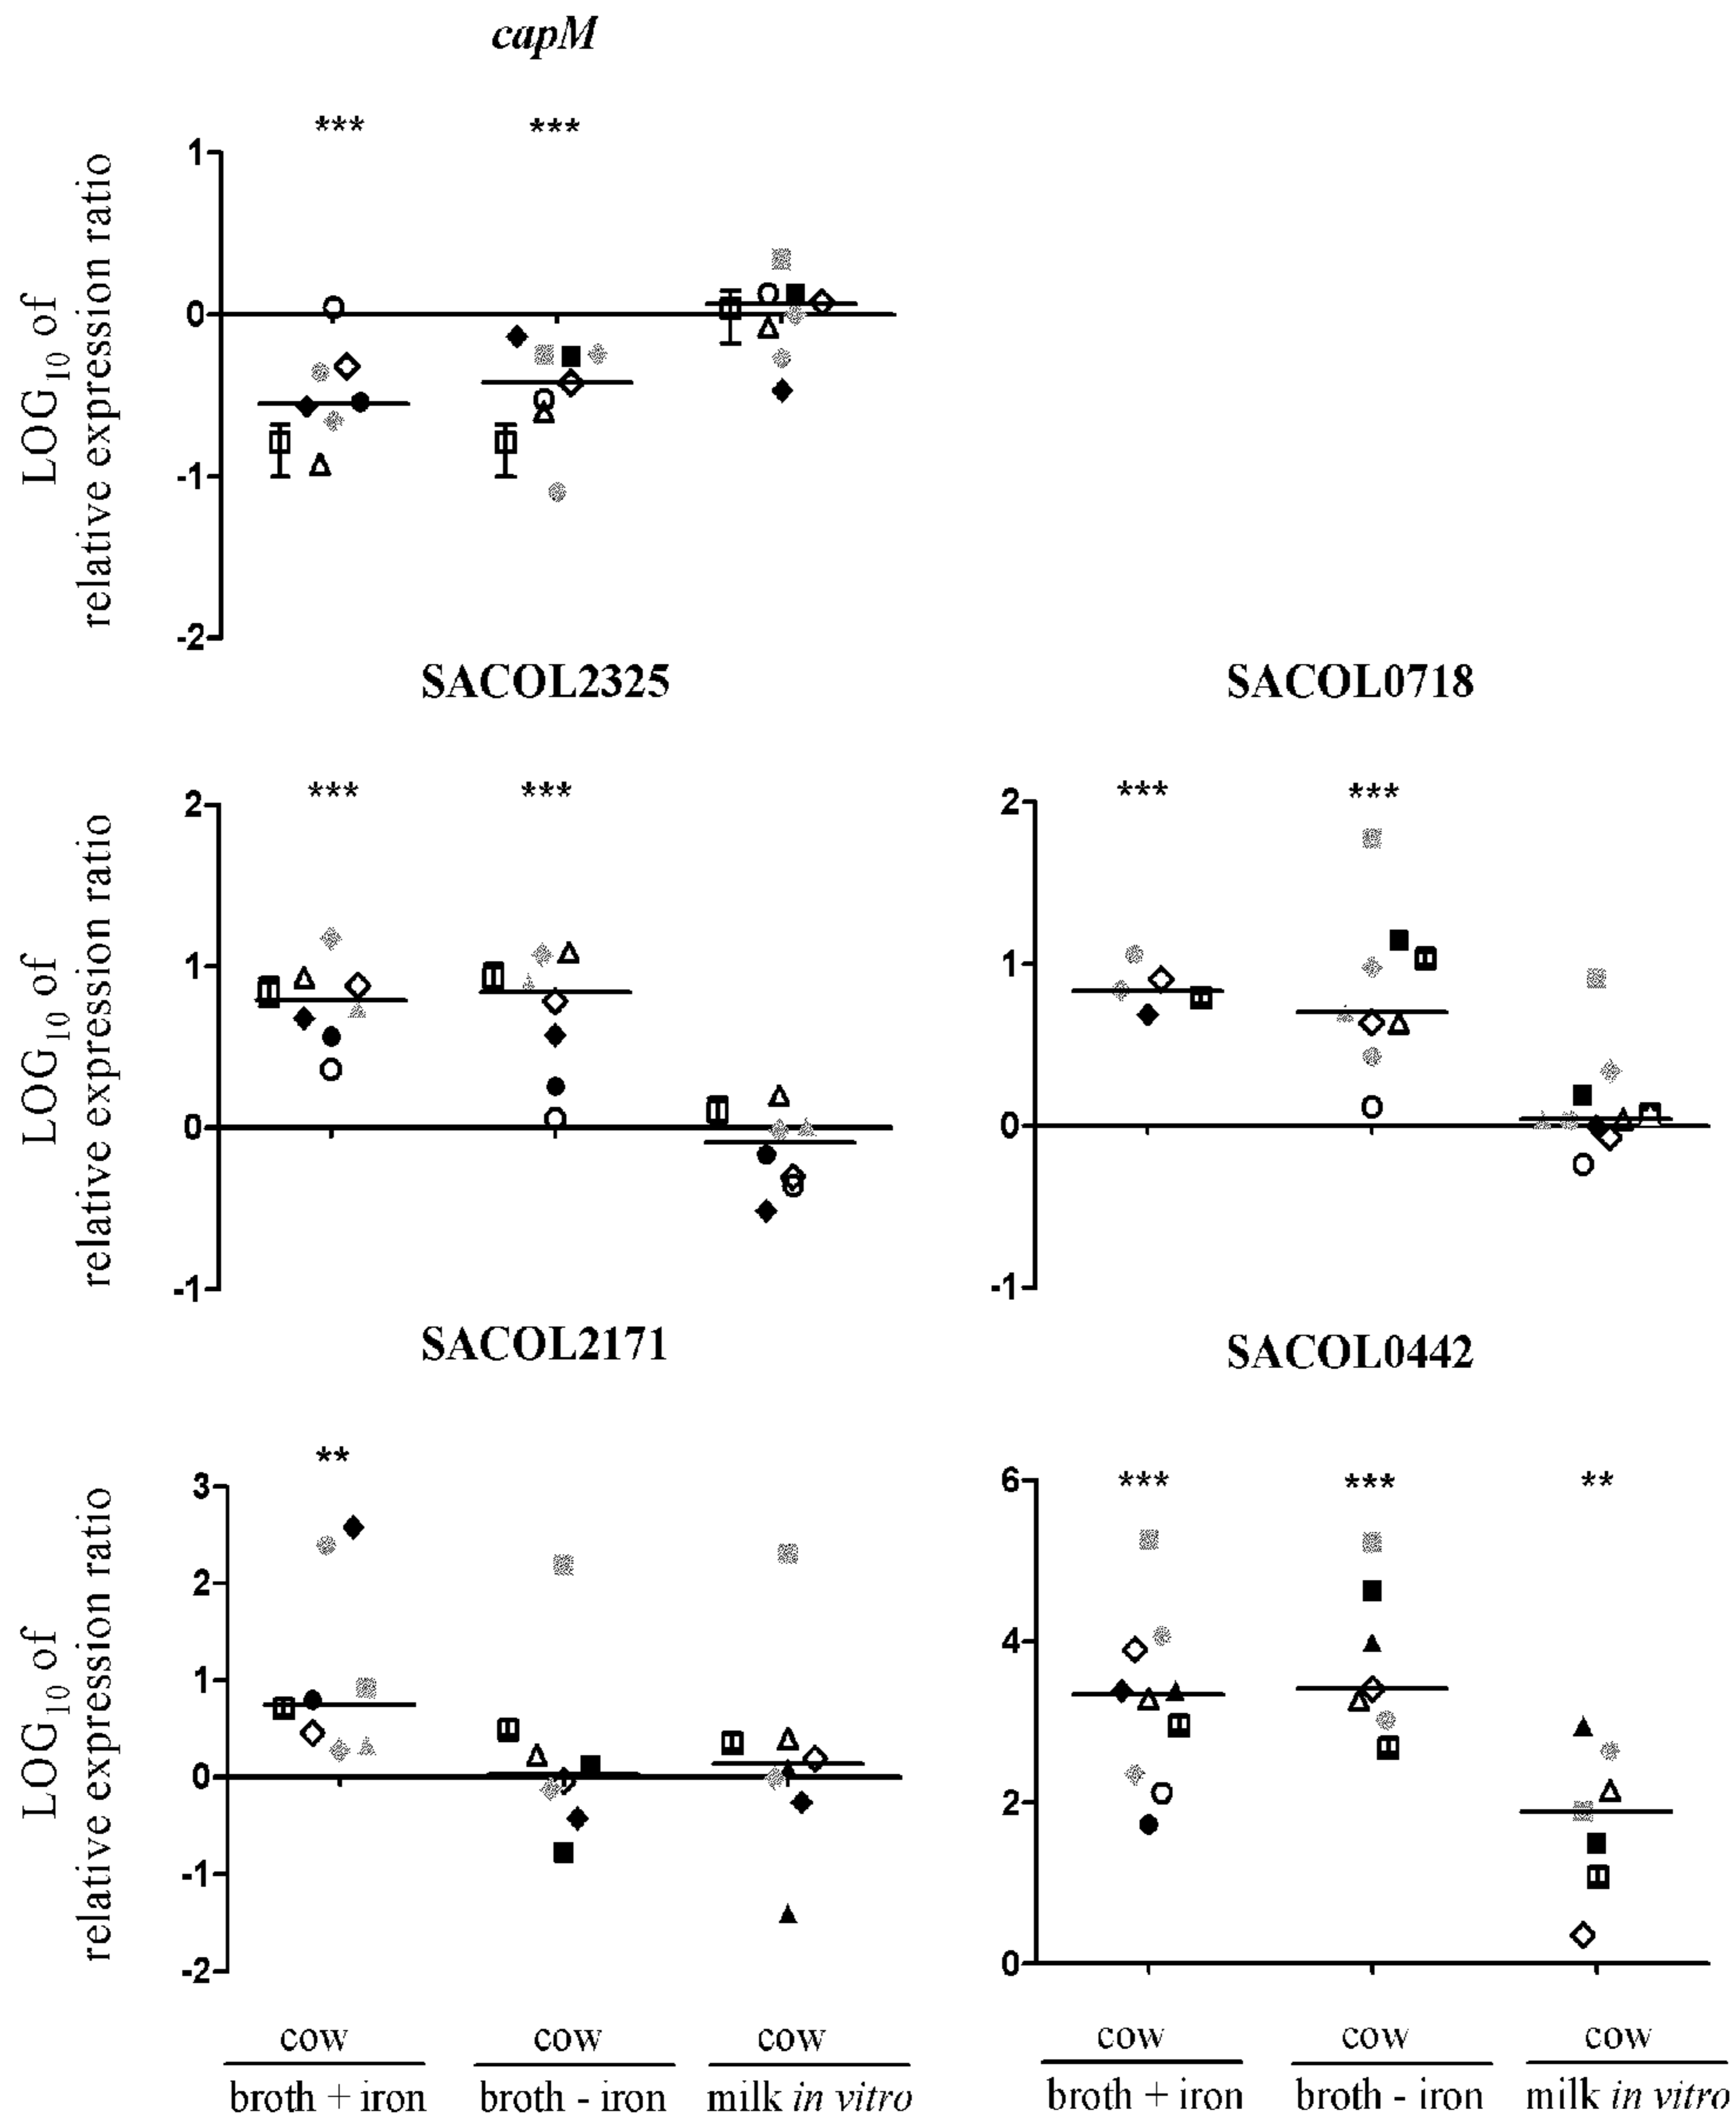 capM
*** ***
LOG10 of
relative expression ratio
1
0
-1
-2
SACOL2325
*** ***
LOG10 of
relative expression ratio
2
1
0
-1
SACOL0718
*** ***
2
1
0
-1
SACOL2171
**
LOG10 of
relative expression ratio
3
2
1
0
-1
-2
SACOL0442
*** *** **
6
4
2
0
cow cow cow
broth + iron broth - iron milk in vitro
cow cow cow
broth + iron broth - iron milk in vitro